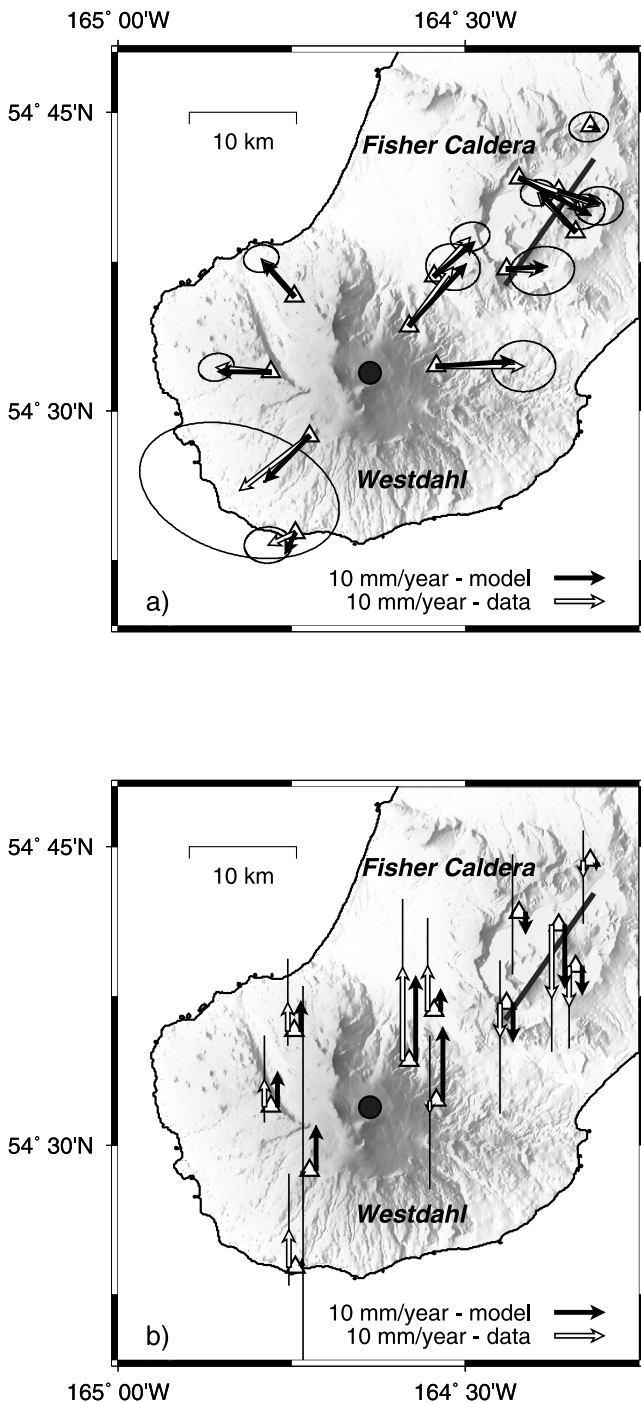 165˚ 00'W 164˚ 30'W
54˚ 45'N
10 km
Fisher Caldera
54˚ 30'N
Westdahl
10 mm/year - model
10 mm/year - data
a)
54˚ 45'N
10 km
Fisher Caldera
54˚ 30'N
Westdahl
10 mm/year - model
10 mm/year - data
b)
165˚ 00'W 164˚ 30'W